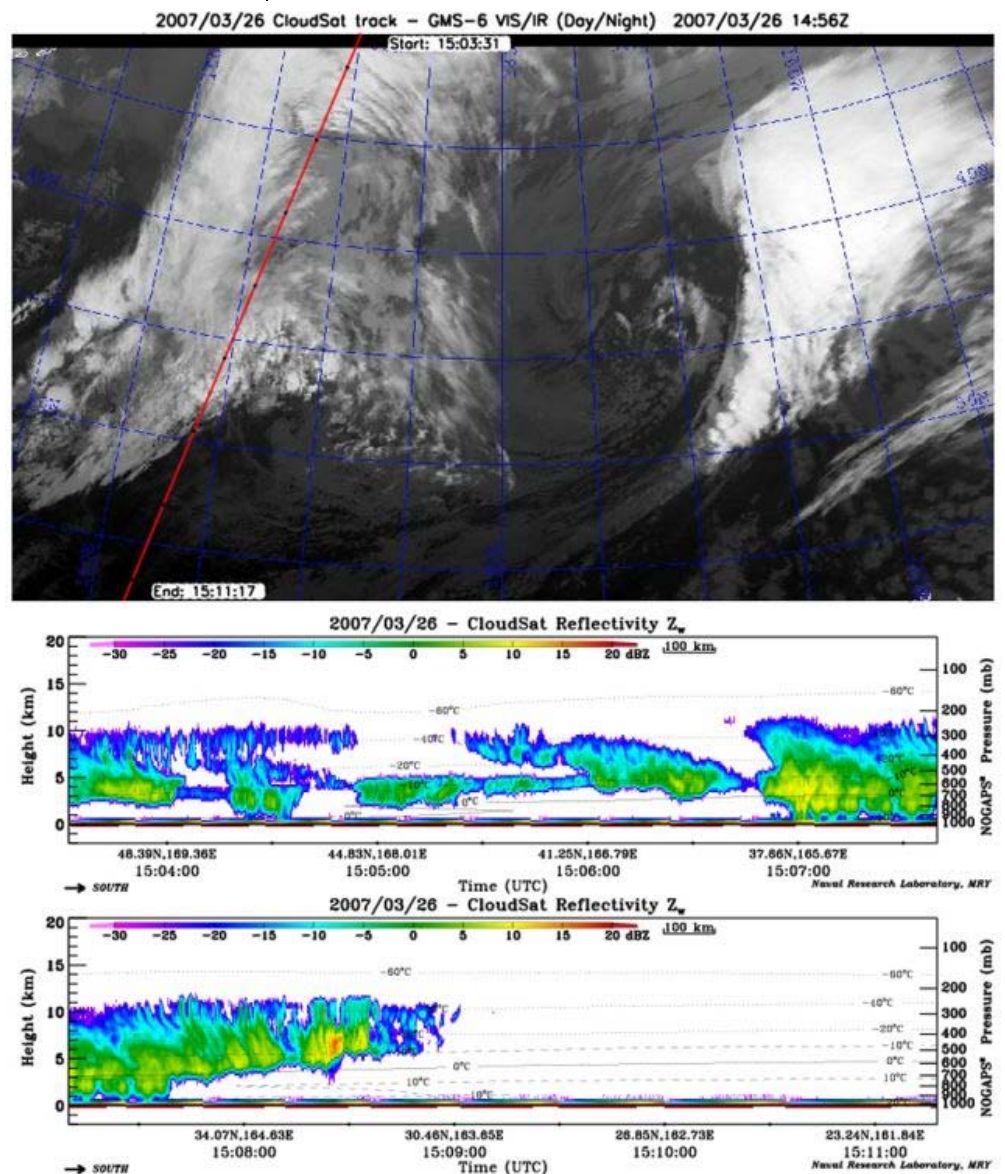 2007/03/26 CloudSat track - GMS-6 VIS/IR (Day/Night) 2007/03/26 14:56Z
Start: 15:03:31
End: 15:11:17
2007/03/26 - CloudSat Reflectivity Zw
-30 -25 -20 -15 -10 -5 0 5 10 15 20 dBZ 100 km
20
15
10
5
0
Height (km)
100
200
300
400
500
700
800
900
1000
NOGAPS* Pressure (mb)
-60°C -60°C
-40°C
-20°C
-10°C -10°C
0°C 0°C
48.39N,169.36E 44.83N,168.01E 41.25N,166.79E 37.66N,165.67E
15:04:00 15:05:00 15:06:00 15:07:00
→ SOUTH Time (UTC) Naval Research Laboratory, MRY
2007/03/26 - CloudSat Reflectivity Zw
-30 -25 -20 -15 -10 -5 0 5 10 15 20 dBZ 100 km
20
15
10
5
0
Height (km)
100
200
300
400
500
600
700
800
900
1000
NOGAPS* Pressure (mb)
-60°C -60°C
-40°C
-20°C
-10°C
0°C 0°C
10°C 10°C
34.07N,164.63E 30.46N,163.65E 26.85N,162.73E 23.24N,161.84E
15:08:00 15:09:00 15:10:00 15:11:00
→ SOUTH Time (UTC) Naval Research Laboratory, MRY